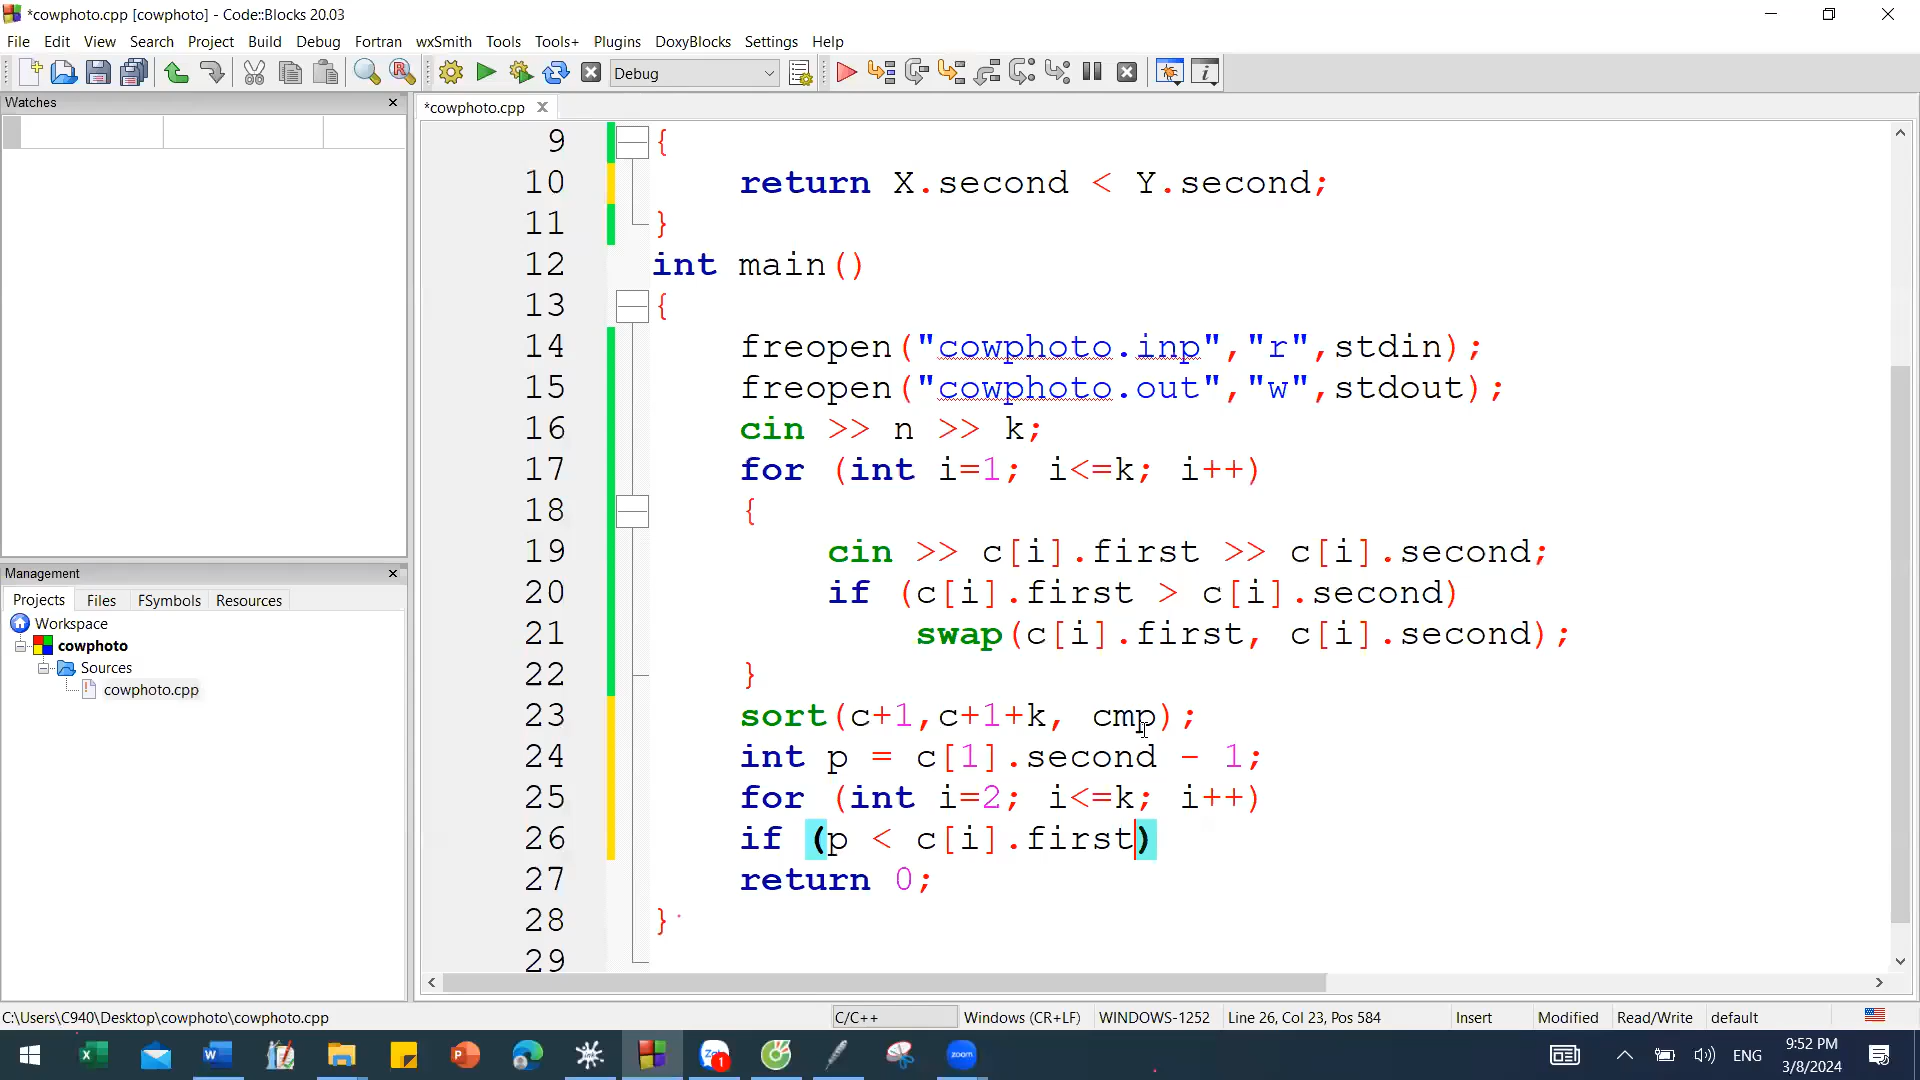 *cowphoto.cpp [cowphoto] - Code::Blocks 20.03
File Edit View Search Project Build Debug Fortran wxSmith Tools Tools+ Plugins DoxyBlocks Settings Help
Debug
Watches
*cowphoto.cpp
9 {
10 return X.second < Y.second;
11 }
12 int main()
13 {
14 freopen("cowphoto.inp","r",stdin);
15 freopen("cowphoto.out","w",stdout);
16 cin >> n >> k;
17 for (int i=1; i<=k; i++)
18 {
19 cin >> c[i].first >> c[i].second;
20 if (c[i].first > c[i].second)
21 swap(c[i].first, c[i].second);
22 }
23 sort(c+1,c+1+k, cmp);
24 int p = c[1].second - 1;
25 for (int i=2; i<=k; i++)
26 if (p < c[i].first)
27 return 0;
28 }
29
Management
Projects Files FSymbols Resources
Workspace
cowphoto
Sources
cowphoto.cpp
C:\Users\C940\Desktop\cowphoto\cowphoto.cpp C/C++ Windows (CR+LF) WINDOWS-1252 Line 26, Col 23, Pos 584 Insert Modified Read/Write default
ENG
9:52 PM
3/8/2024
zoom
1